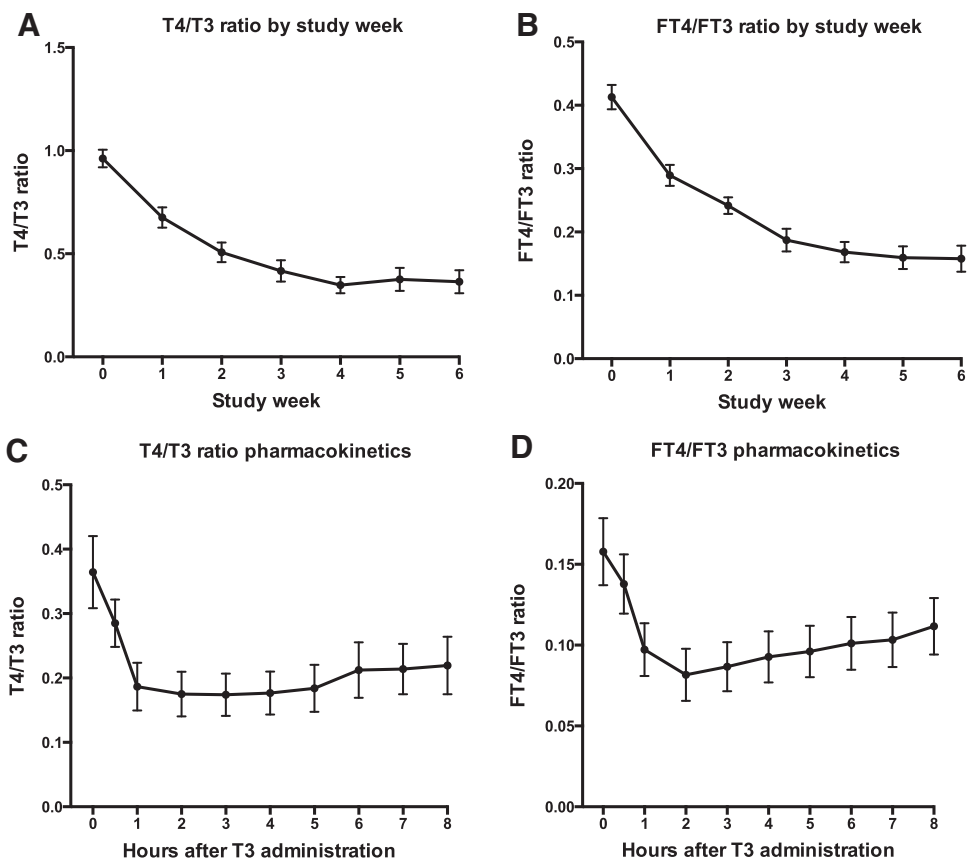 A
T4/T3 ratio by study week
1.5
1.0
0.5
0.0
T4/T3 ratio
0 1 2 3 4 5 6
Study week
B
FT4/FT3 ratio by study week
0.5
0.4
0.3
0.2
0.1
0.0
FT4/FT3 ratio
0 1 2 3 4 5 6
Study week
C
T4/T3 ratio pharmacokinetics
0.5
0.4
0.3
0.2
0.1
0.0
T4/T3 ratio
0 1 2 3 4 5 6 7 8
Hours after T3 administration
D
FT4/FT3 pharmacokinetics
0.20
0.15
0.10
0.05
0.00
FT4/FT3 ratio
0 1 2 3 4 5 6 7 8
Hours after T3 administration